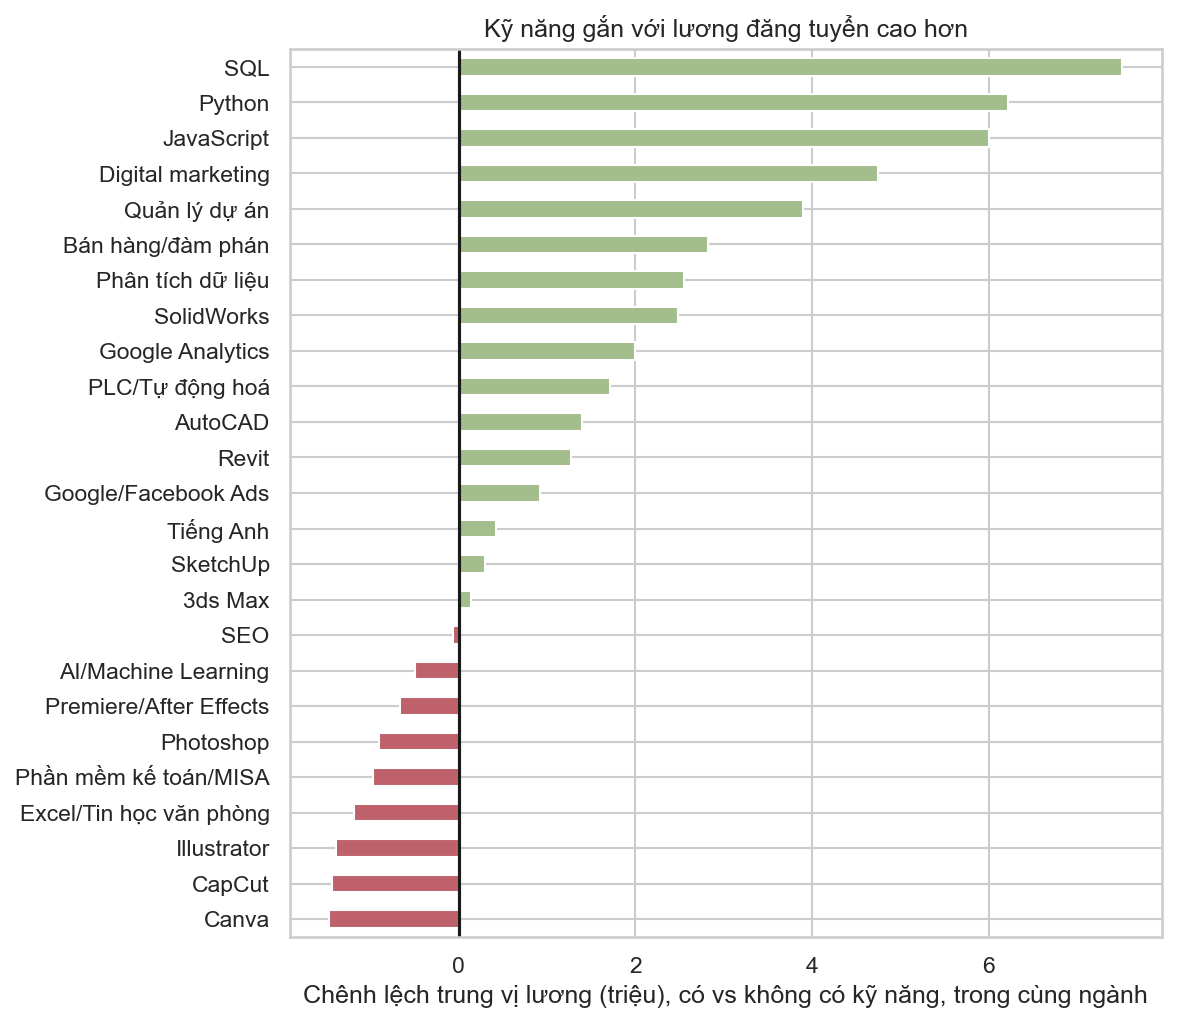 Kỹ năng gắn với lương đăng tuyển cao hơn
SQL
Python
JavaScript
Digital marketing
Quản lý dự án
Bán hàng/đàm phán
Phân tích dữ liệu
SolidWorks
Google Analytics
PLC/Tự động hoá
AutoCAD
Revit
Google/Facebook Ads
Tiếng Anh
SketchUp
3ds Max
SEO
AI/Machine Learning
Premiere/After Effects
Photoshop
Phần mềm kế toán/MISA
Excel/Tin học văn phòng
Illustrator
CapCut
Canva
0 2 4 6
Chênh lệch trung vị lương (triệu), có vs không có kỹ năng, trong cùng ngành